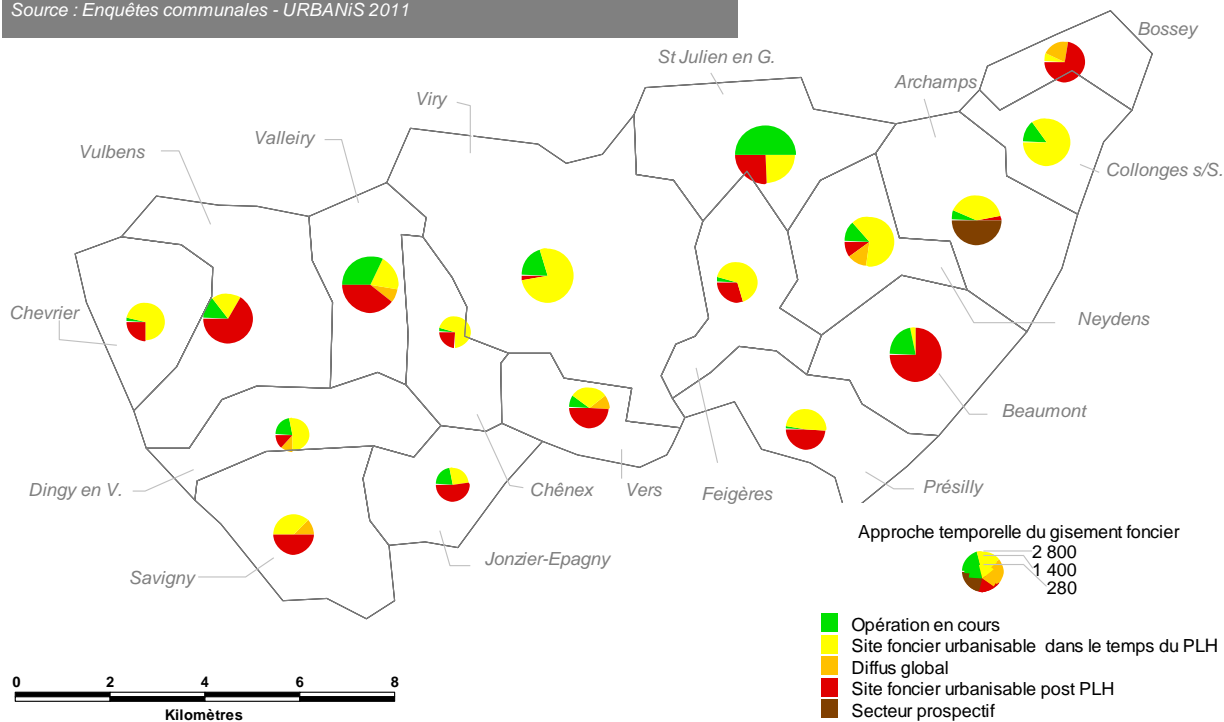 Source : Enquêtes communales - URBANiS 2011
Bossey
St Julien en G.
Archamps
Viry
Valleiry
Vulbens
Collonges s/S.
Chevrier
Neydens
Beaumont
Dingy en V.
Chênex
Vers
Feigères
Présilly
Jonzier-Epagny
Savigny
Approche temporelle du gisement foncier
2 800
1 400
280
Opération en cours
Site foncier urbanisable dans le temps du PLH
Diffus global
Site foncier urbanisable post PLH
Secteur prospectif
0 2 4 6 8
Kilomètres